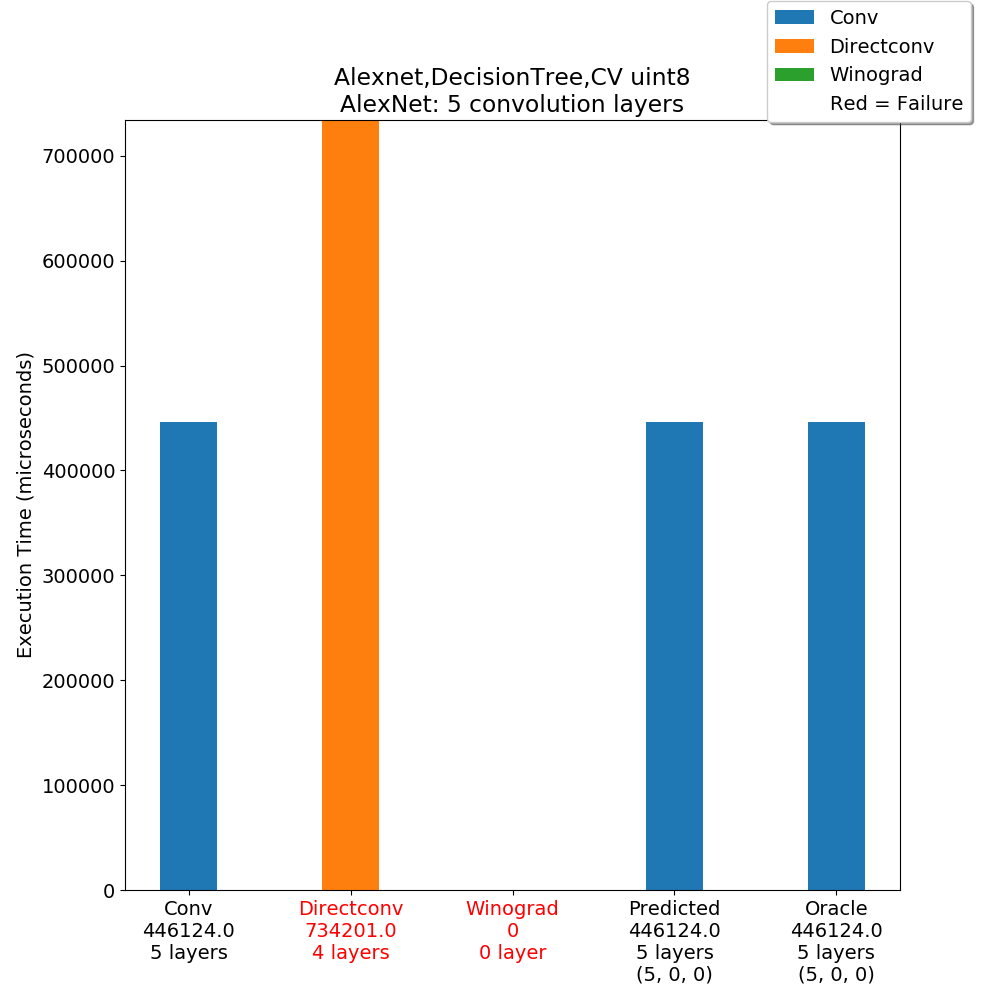 Conv
Directconv
Winograd
Red = Failure
Alexnet,DecisionTree,CV uint8
AlexNet: 5 convolution layers
Execution Time (microseconds)
700000
600000
500000
400000
300000
200000
100000
0
Conv
446124.0
5 layers
Directconv
734201.0
4 layers
Winograd
0
0 layer
Predicted
446124.0
5 layers
(5, 0, 0)
Oracle
446124.0
5 layers
(5, 0, 0)